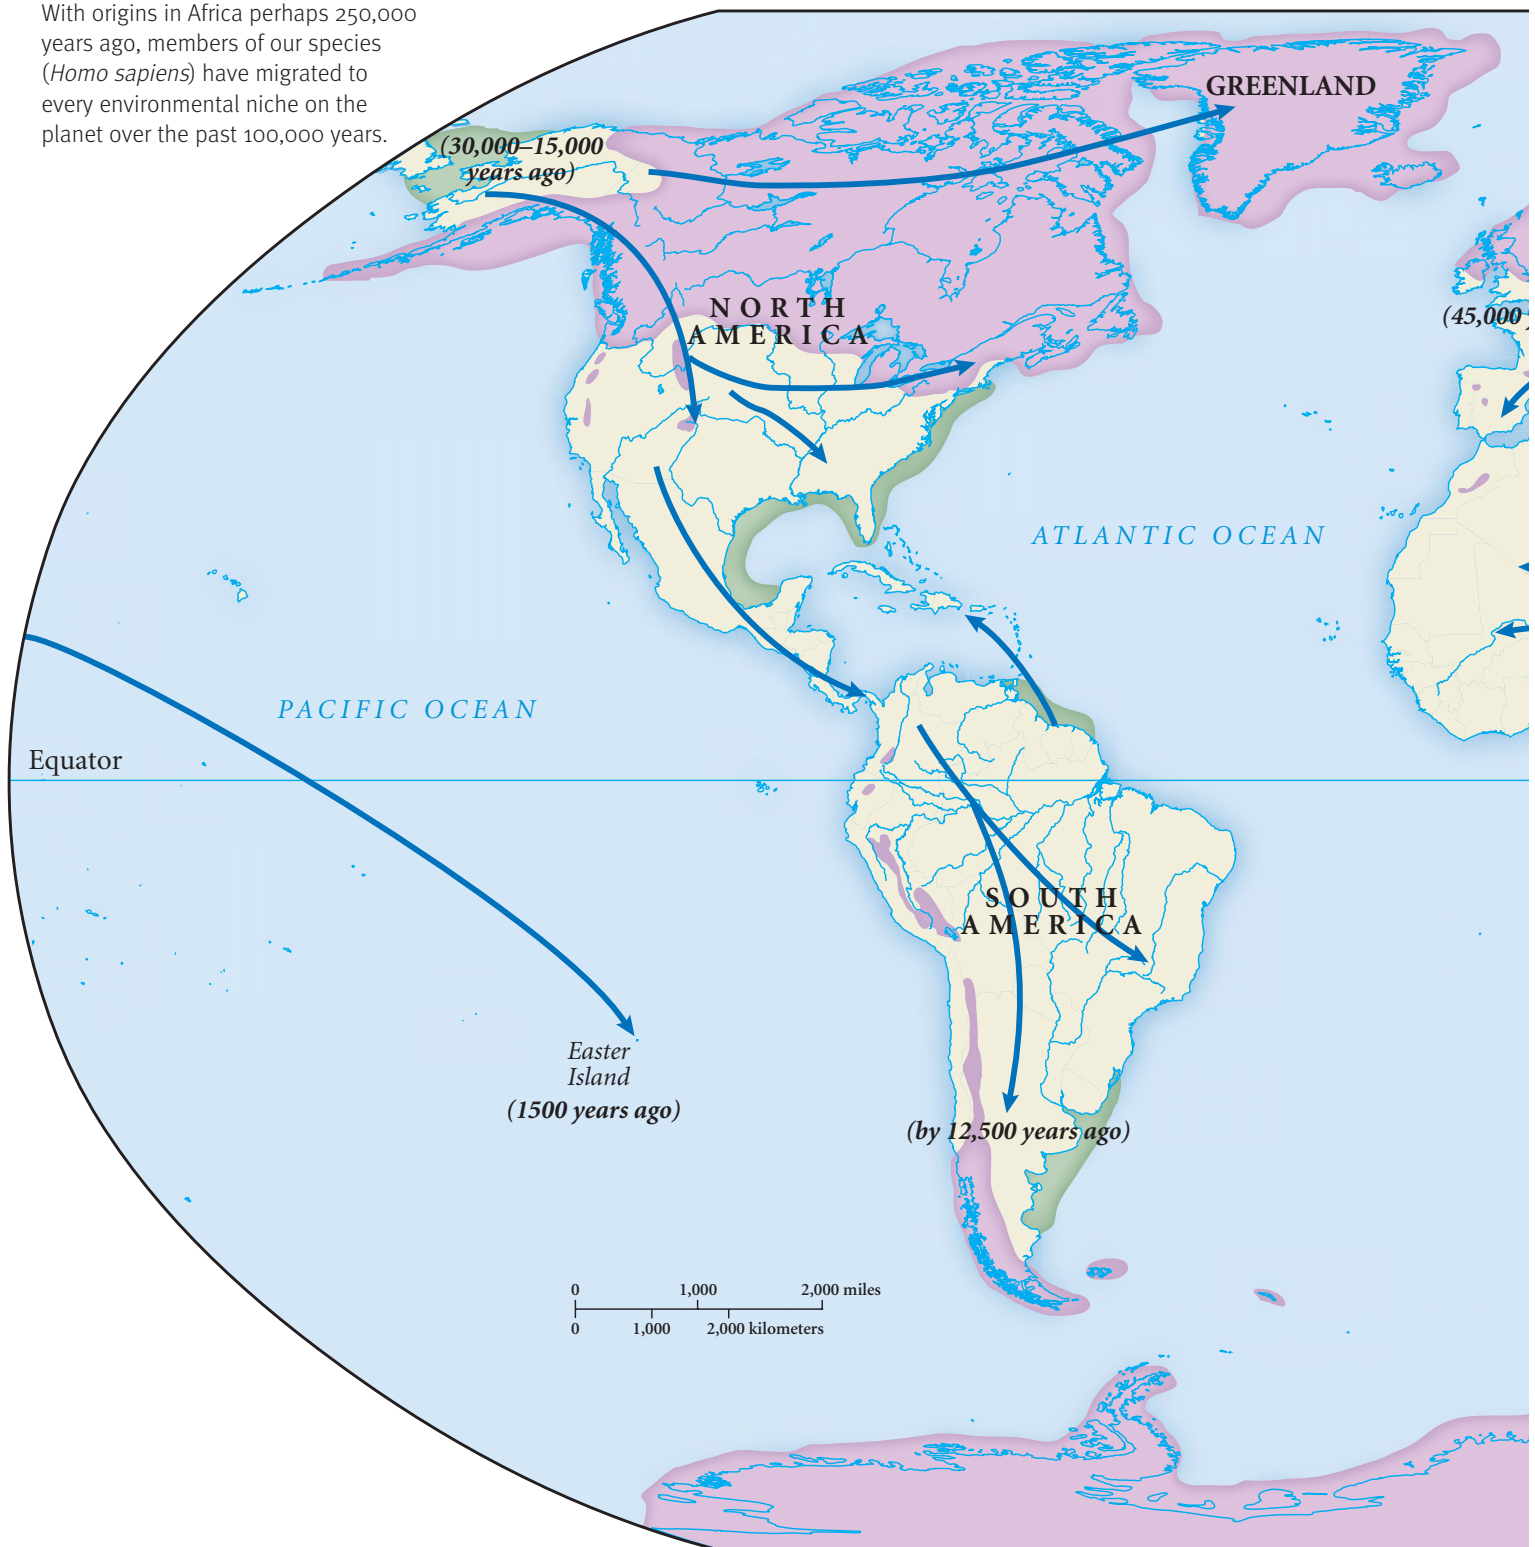 With origins in Africa perhaps 250,000
years ago, members of our species
(Homo sapiens) have migrated to
every environmental niche on the
planet over the past 100,000 years.
GREENLAND
(30,000–15,000
years ago)
NORTH
AMERICA
(45,000
ATLANTIC OCEAN
PACIFIC OCEAN
Equator
SOUTH
AMERICA
Easter
Island
(1500 years ago)
(by 12,500 years ago)
0 1,000 2,000 miles
0 1,000 2,000 kilometers